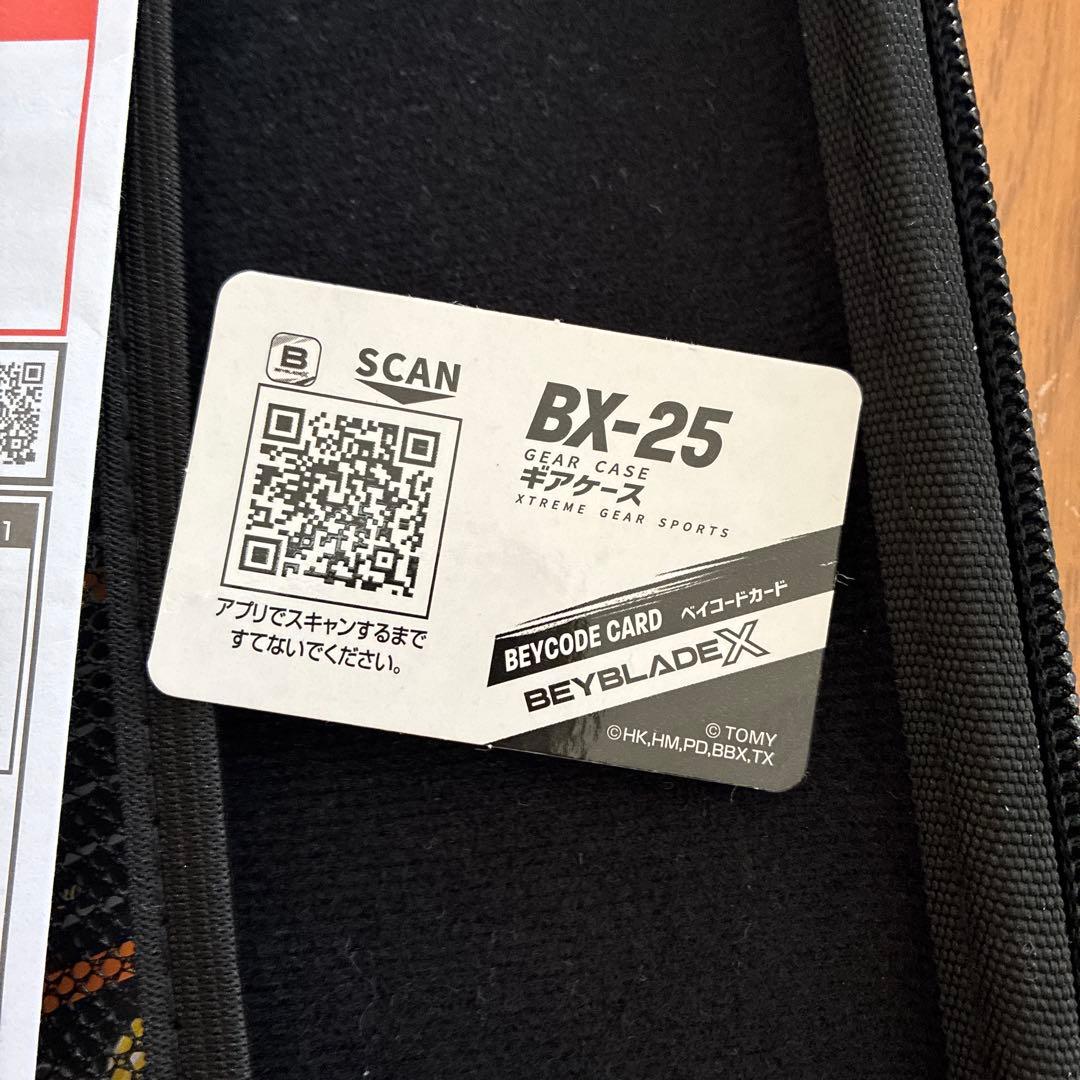 B
BEYBLADE X
SCAN
アプリでスキャンするまで
すてないでください。
BX-25
GEAR CASE
ギアケース
XTREME GEAR SPORTS
BEYCODE CARD ベイコードカード
BEYBLADE X
© TOMY
©HK,HM,PD,BBX,TX
1